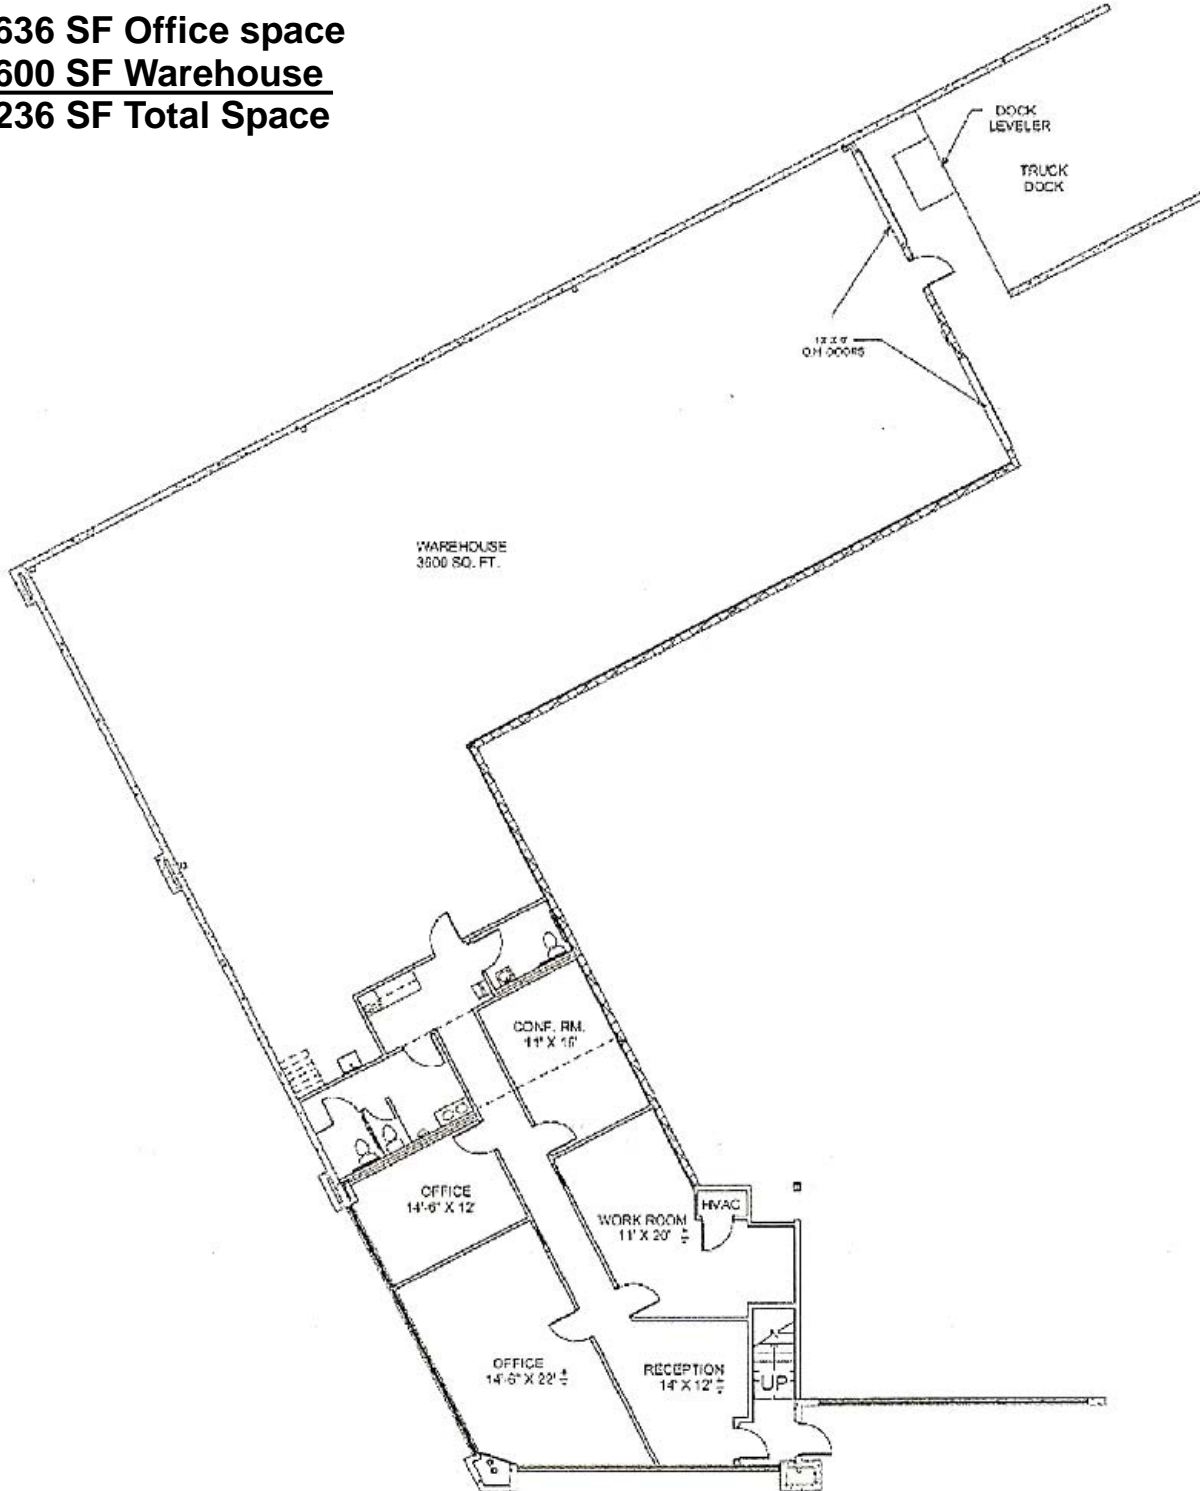 636 SF Office space
600 SF Warehouse
236 SF Total Space
DOCK
LEVELER
TRUCK
DOCK
O.H. DOORS
WAREHOUSE
3600 SQ. FT.
CONF. RM.
11' X 16'
OFFICE
14'-6" X 12'
HVAC
WORK ROOM
11' X 20' ±
OFFICE
14'-6" X 22' ±
RECEPTION
14' X 12' ±
UP